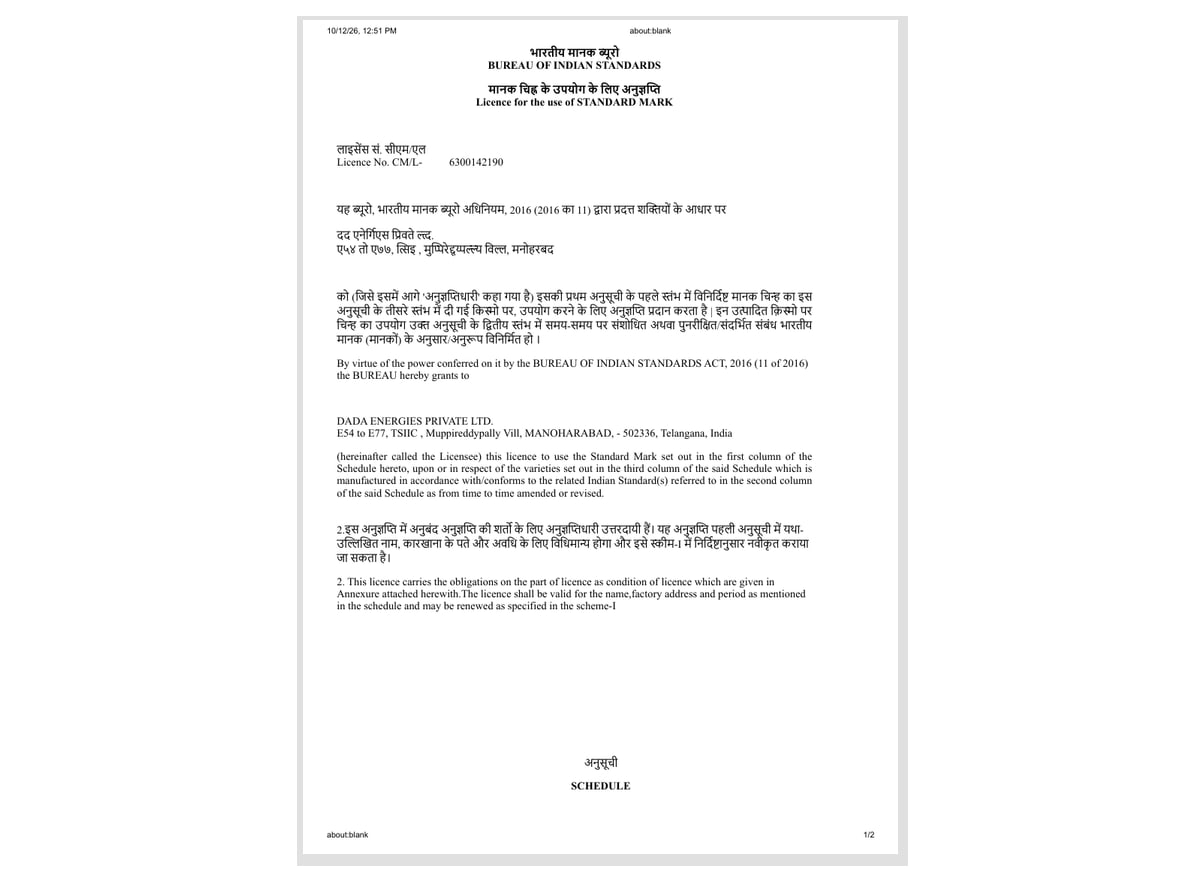 10/12/26, 12:51 PM about:blank
भारतीय मानक ब्यूरो
BUREAU OF INDIAN STANDARDS
मानक चिह्न के उपयोग के लिए अनुज्ञप्ति
Licence for the use of STANDARD MARK
लाइसेंस सं. सीएम/एल
Licence No. CM/L- 6300142190
यह ब्यूरो, भारतीय मानक ब्यूरो अधिनियम, 2016 (2016 का 11) द्वारा प्रदत्त शक्तियों के आधार पर
दद एनेर्गिएस प्रिवते ल्त्द.
ए५४ तो ए७७, त्सिइ , मुप्पिरेद्द्य्पल्ल्य विल्ल, मनोहरबद
को (जिसे इसमें आगे 'अनुज्ञप्तिधारी' कहा गया है) इसकी प्रथम अनुसूची के पहले स्तंभ में विनिर्दिष्ट मानक चिन्ह का इस
अनुसूची के तीसरे स्तंभ में दी गई किस्मो पर, उपयोग करने के लिए अनुज्ञप्ति प्रदान करता है | इन उत्पादित क़िस्मो पर
चिन्ह का उपयोग उक्त अनुसूची के द्वितीय स्तंभ में समय-समय पर संशोधित अथवा पुनरीक्षित/संदर्भित संबंध भारतीय
मानक (मानकों) के अनुसार/अनुरूप विनिर्मित हो ।
By virtue of the power conferred on it by the BUREAU OF INDIAN STANDARDS ACT, 2016 (11 of 2016)
the BUREAU hereby grants to
DADA ENERGIES PRIVATE LTD.
E54 to E77, TSIIC , Muppireddypally Vill, MANOHARABAD, - 502336, Telangana, India
(hereinafter called the Licensee) this licence to use the Standard Mark set out in the first column of the
Schedule hereto, upon or in respect of the varieties set out in the third column of the said Schedule which is
manufactured in accordance with/conforms to the related Indian Standard(s) referred to in the second column
of the said Schedule as from time to time amended or revised.
2.इस अनुज्ञप्ति में अनुबंद अनुज्ञप्ति की शर्तो के लिए अनुज्ञप्तिधारी उत्तरदायी हैं। यह अनुज्ञप्ति पहली अनुसूची में यथा-
उल्लिखित नाम, कारखाना के पते और अवधि के लिए विधिमान्य होगा और इसे स्कीम-I में निर्दिष्टानुसार नवीकृत कराया
जा सकता है।
2. This licence carries the obligations on the part of licence as condition of licence which are given in
Annexure attached herewith.The licence shall be valid for the name,factory address and period as mentioned
in the schedule and may be renewed as specified in the scheme-I
अनुसूची
SCHEDULE
about:blank 1/2